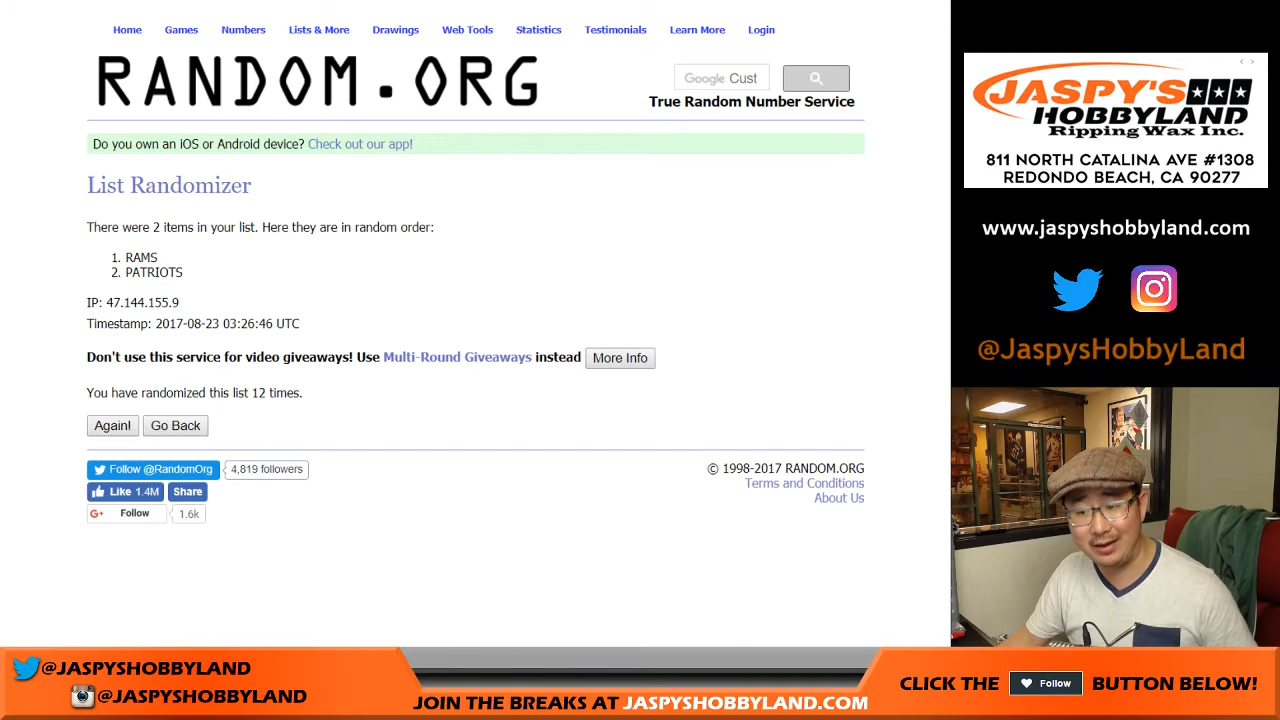 Home Games Numbers Lists & More Drawings Web Tools Statistics Testimonials Learn More Login
RANDOM.ORG
Google Cust
True Random Number Service
Do you own an iOS or Android device? Check out our app!
List Randomizer
There were 2 items in your list. Here they are in random order:
1. RAMS
2. PATRIOTS
IP: 47.144.155.9
Timestamp: 2017-08-23 03:26:46 UTC
Don't use this service for video giveaways! Use Multi-Round Giveaways instead More Info
You have randomized this list 12 times.
Again! Go Back
Follow @RandomOrg 4,819 followers
Like 1.4M Share
G+ Follow 1.6k
© 1998-2017 RANDOM.ORG
Terms and Conditions
About Us
JASPY'S
HOBBYLAND
Ripping Wax Inc.
811 NORTH CATALINA AVE #1308
REDONDO BEACH, CA 90277
www.jaspyshobbyland.com
@JaspysHobbyLand
@JASPYSHOBBYLAND
@JASPYSHOBBYLAND
JOIN THE BREAKS AT JASPYSHOBBYLAND.COM
CLICK THE Follow BUTTON BELOW!